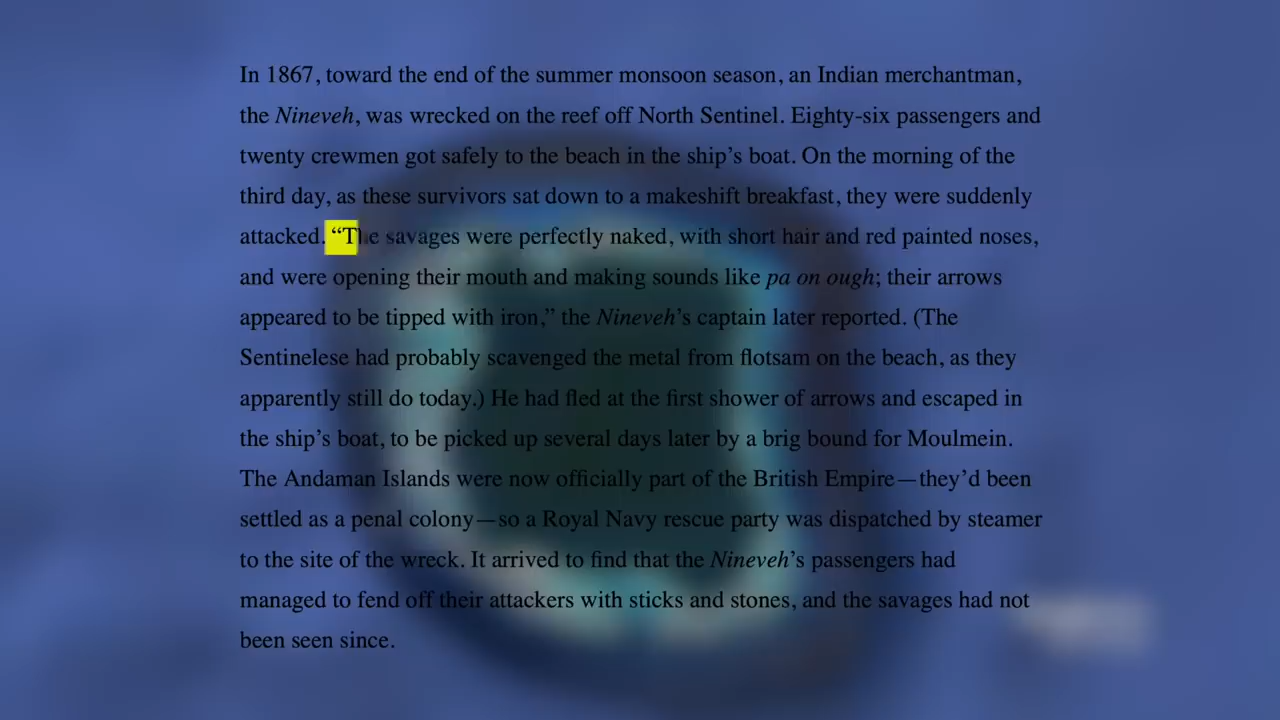 In 1867, toward the end of the summer monsoon season, an Indian merchantman,
the Nineveh, was wrecked on the reef off North Sentinel. Eighty-six passengers and
twenty crewmen got safely to the beach in the ship’s boat. On the morning of the
third day, as these survivors sat down to a makeshift breakfast, they were suddenly
attacked. “The savages were perfectly naked, with short hair and red painted noses,
and were opening their mouth and making sounds like pa on ough; their arrows
appeared to be tipped with iron,” the Nineveh’s captain later reported. (The
Sentinelese had probably scavenged the metal from flotsam on the beach, as they
apparently still do today.) He had fled at the first shower of arrows and escaped in
the ship’s boat, to be picked up several days later by a brig bound for Moulmein.
The Andaman Islands were now officially part of the British Empire—they’d been
settled as a penal colony—so a Royal Navy rescue party was dispatched by steamer
to the site of the wreck. It arrived to find that the Nineveh’s passengers had
managed to fend off their attackers with sticks and stones, and the savages had not
been seen since.